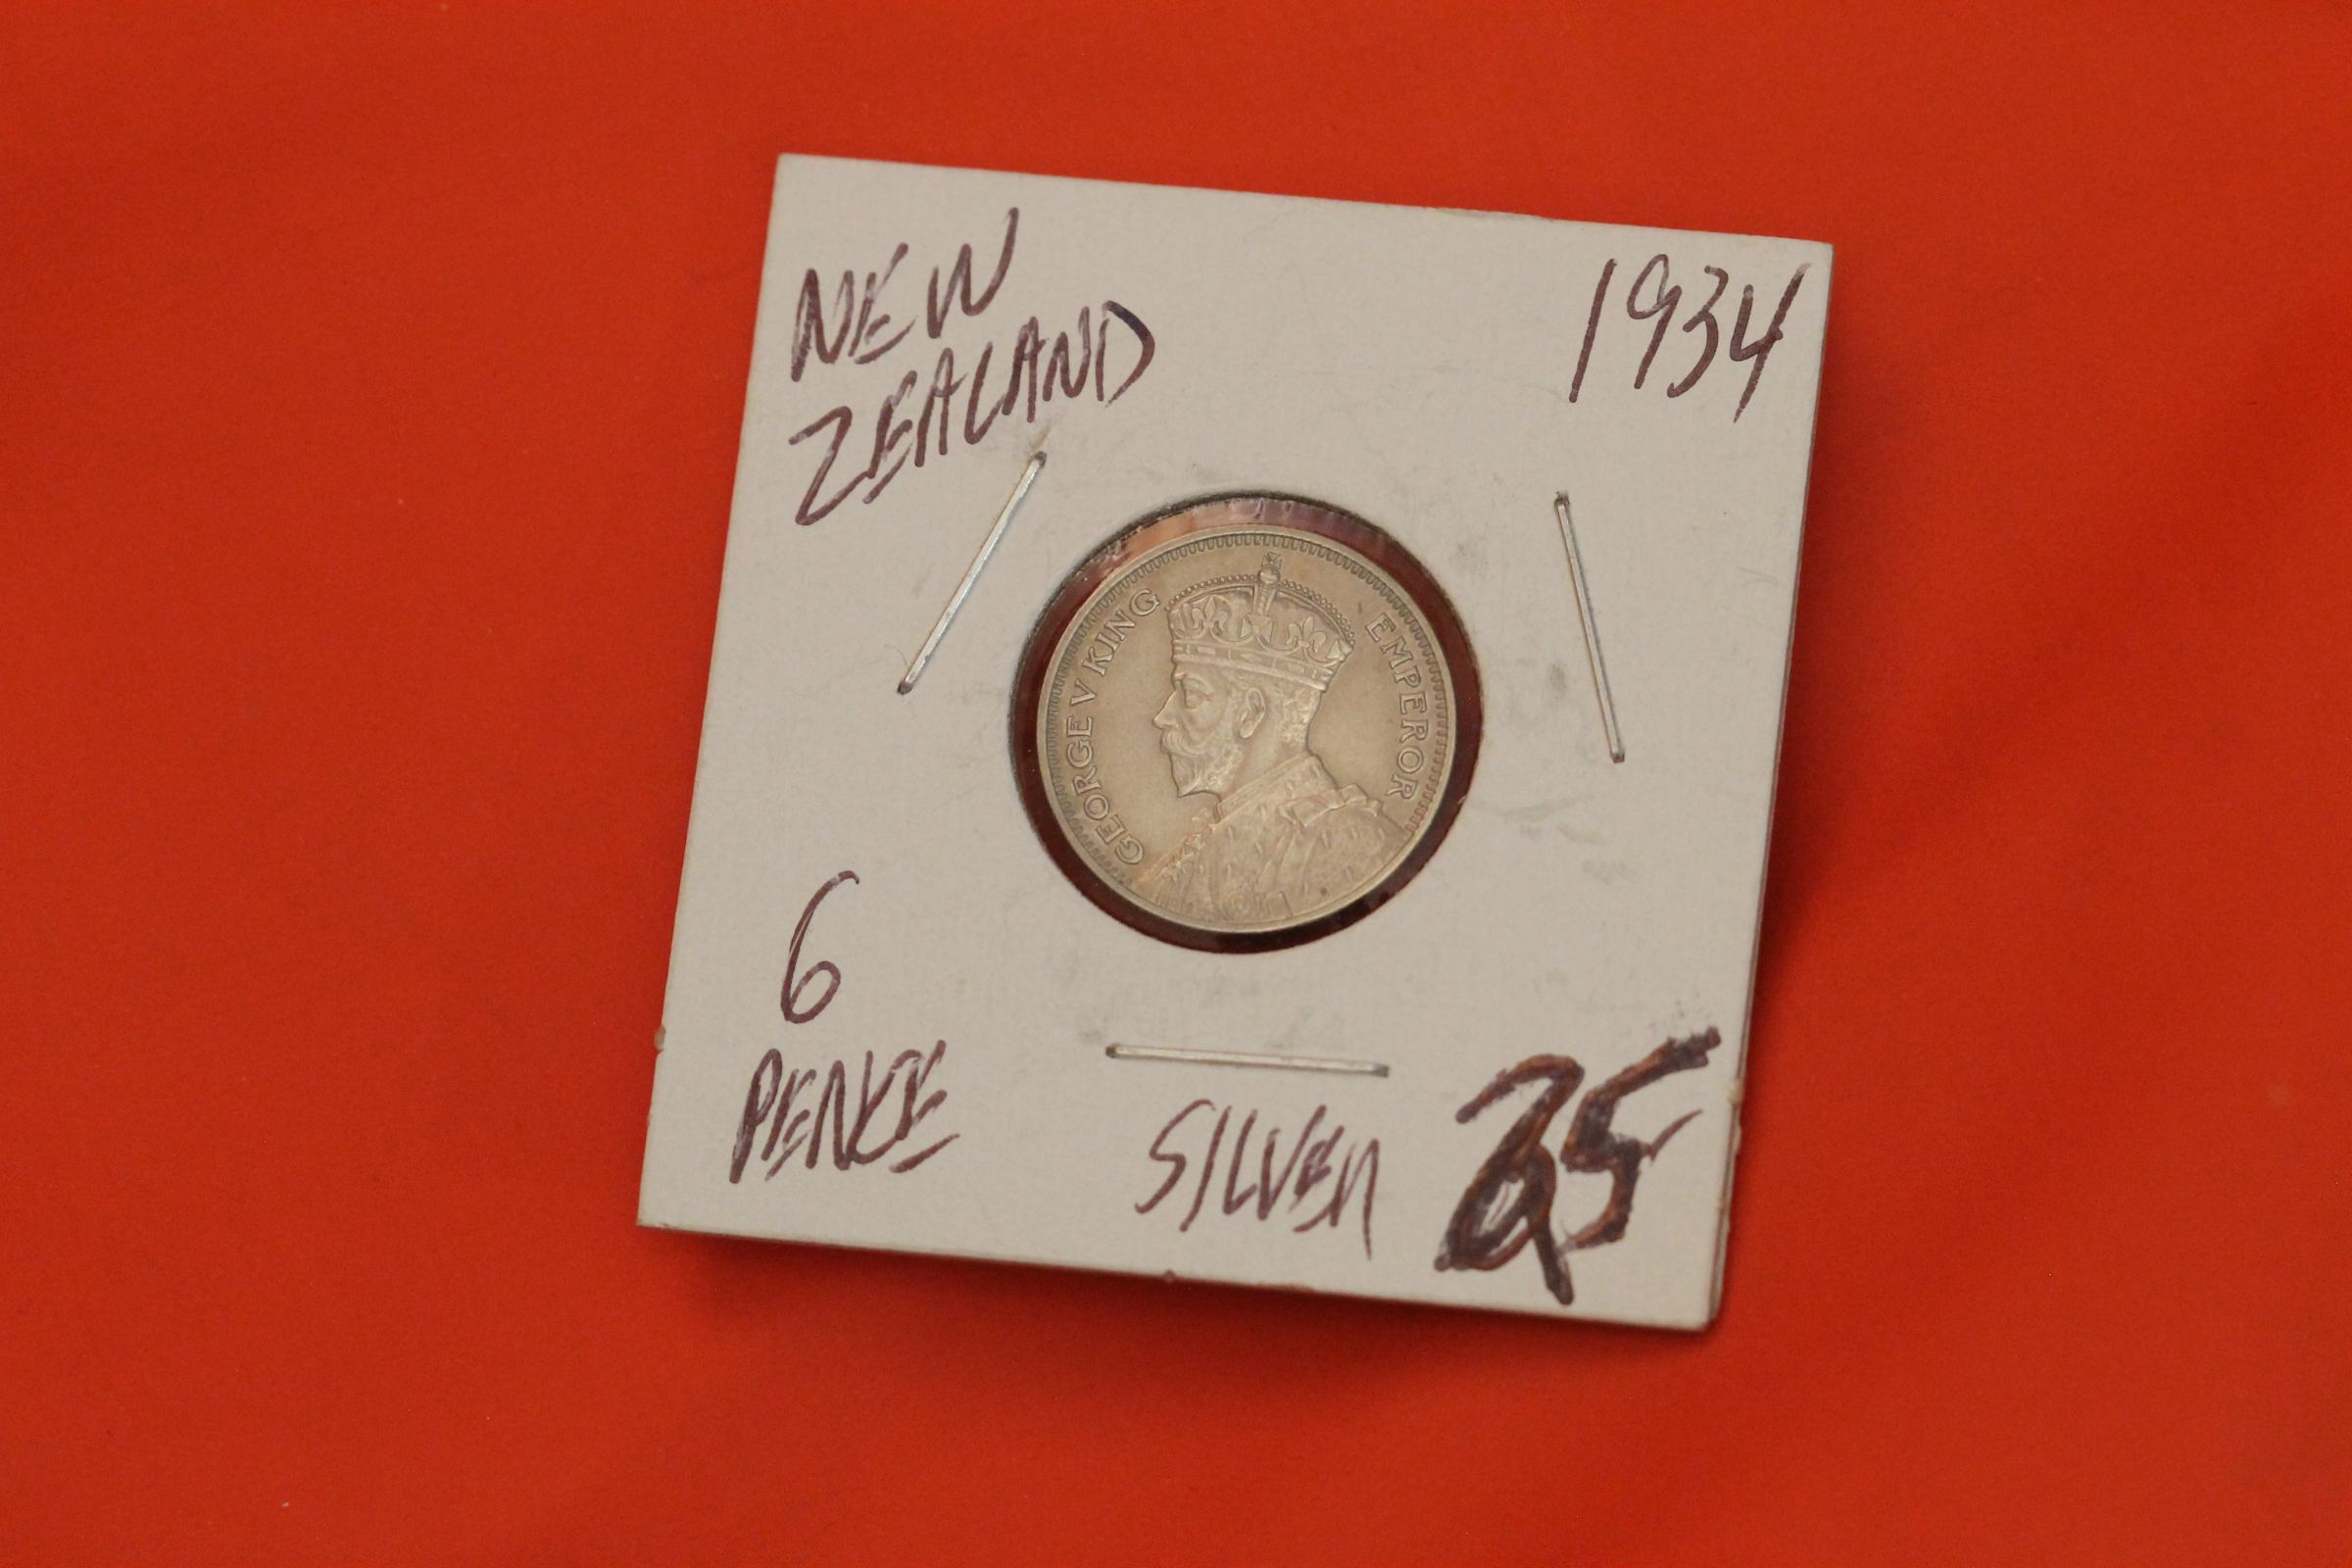 NEW
ZEALAND
1934
GEORGE V KING
EMPEROR
6
PENCE
SILVER
25